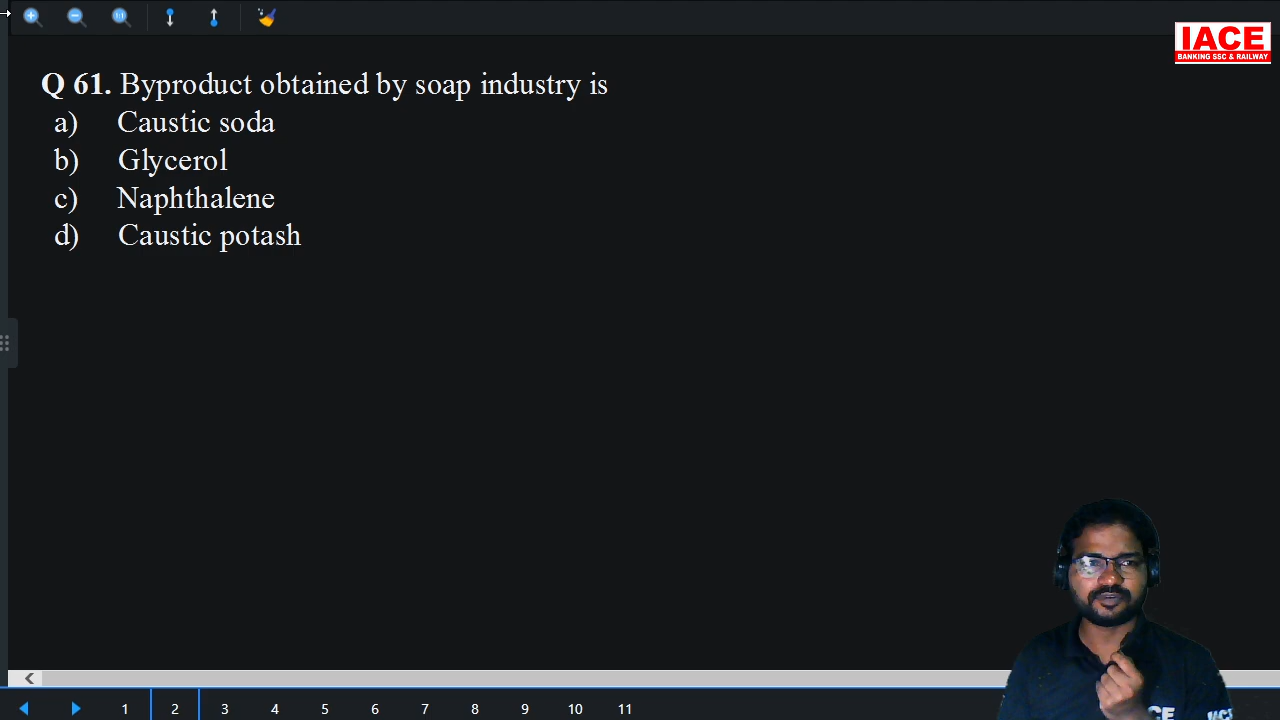 IACE
BANKING SSC & RAILWAY
Q 61. Byproduct obtained by soap industry is
a) Caustic soda
b) Glycerol
c) Naphthalene
d) Caustic potash
1 2 3 4 5 6 7 8 9 10 11